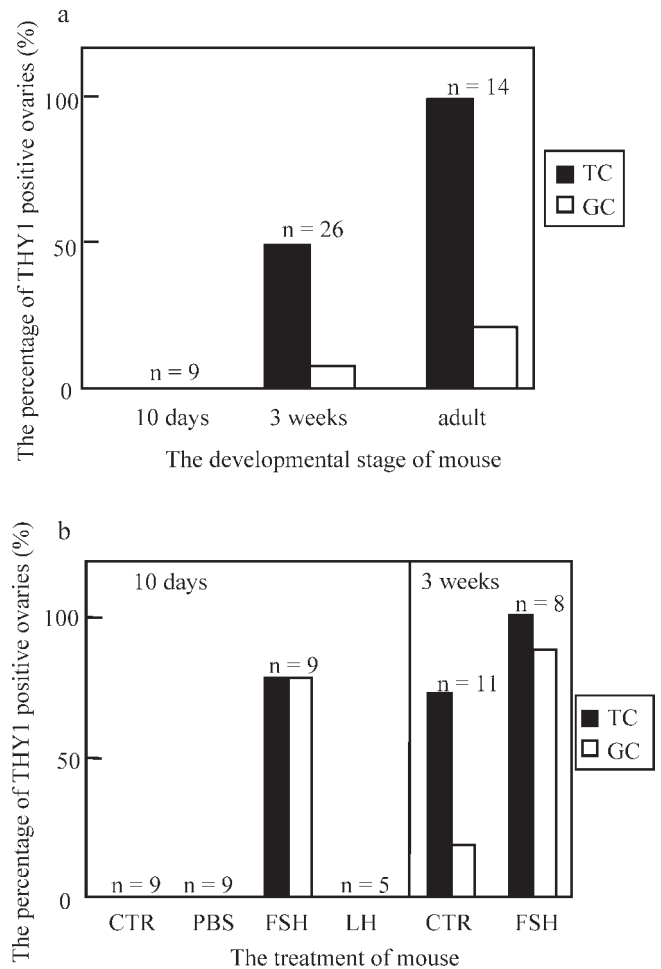 a
The percentage of THY1 positive ovaries (%)
100
50
0
n = 9
n = 26
n = 14
TC
GC
10 days
3 weeks
adult
The developmental stage of mouse
b
The percentage of THY1 positive ovaries (%)
10 days
3 weeks
100
50
0
n = 9
n = 9
n = 9
n = 5
n = 11
n = 8
TC
GC
CTR
PBS
FSH
LH
CTR
FSH
The treatment of mouse